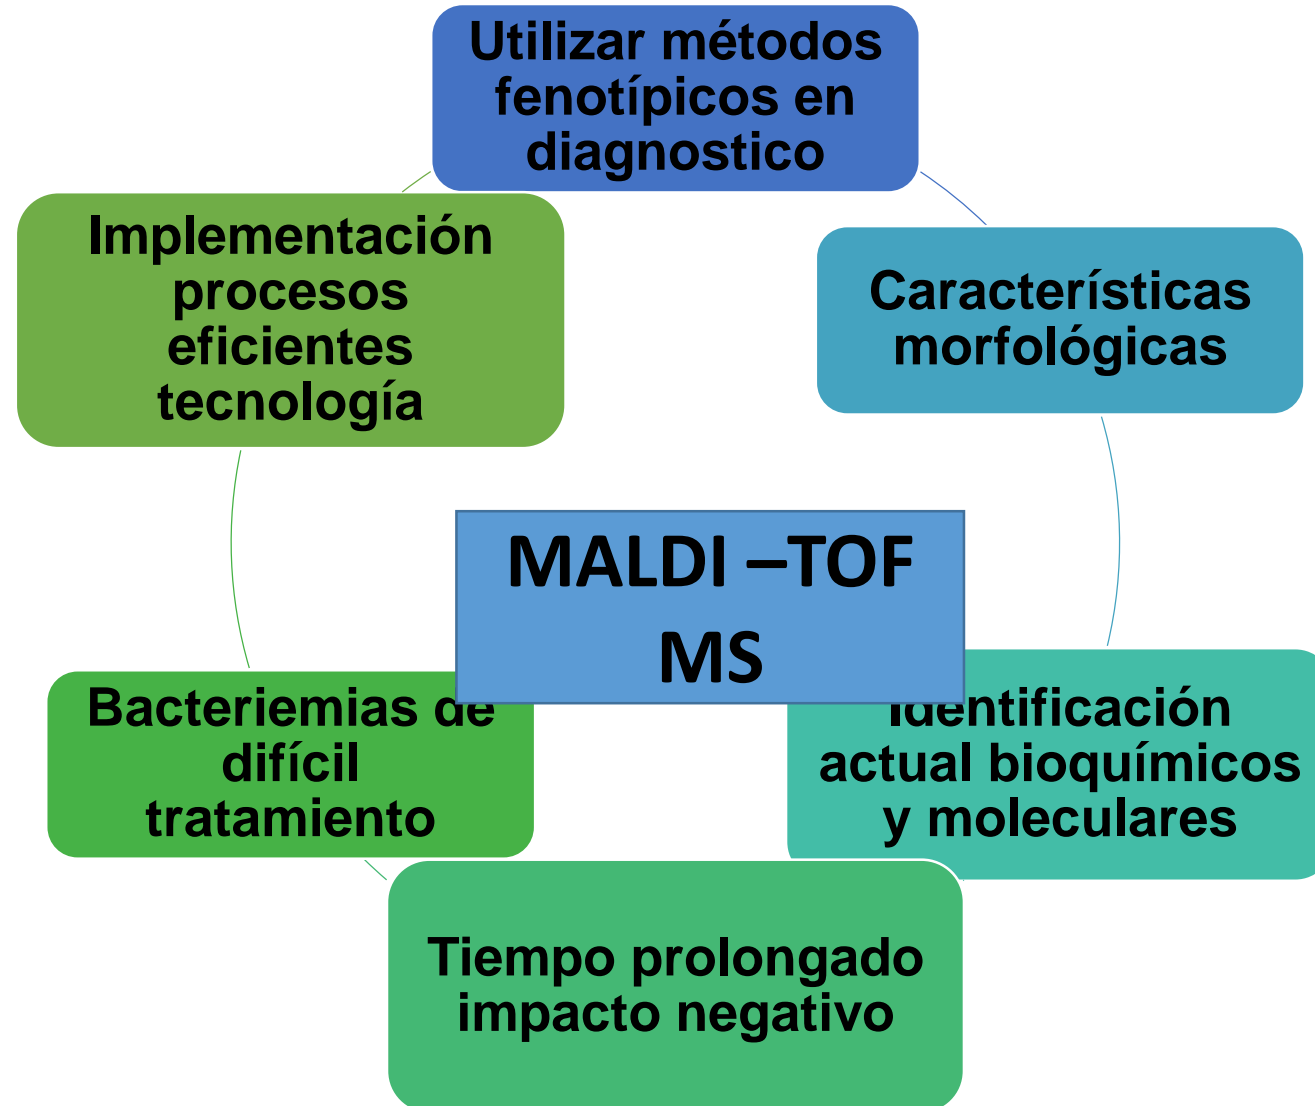 Utilizar métodos
fenotípicos en
diagnostico
Características
morfológicas
Identificación
actual bioquímicos
y moleculares
Tiempo prolongado
impacto negativo
Bacteriemias de
difícil
tratamiento
Implementación
procesos
eficientes
tecnología
MALDI –TOF
MS